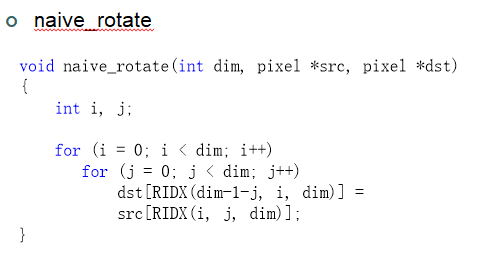 o naive_rotate
void naive_rotate(int dim, pixel *src, pixel *dst)
{
    int i, j;

    for (i = 0; i < dim; i++)
        for (j = 0; j < dim; j++)
            dst[RIDX(dim-1-j, i, dim)] =
            src[RIDX(i, j, dim)];
}